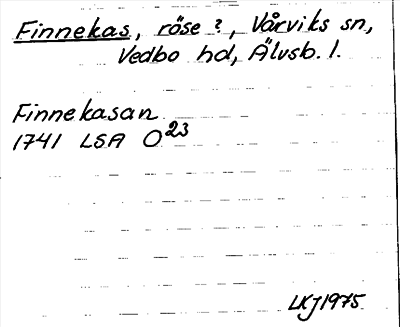 Finnekas, röse ?, Vårviks sn,
Vedbo hd, Älvsb. l.
Finnekasan
1741 LSA O23
LKJ1975